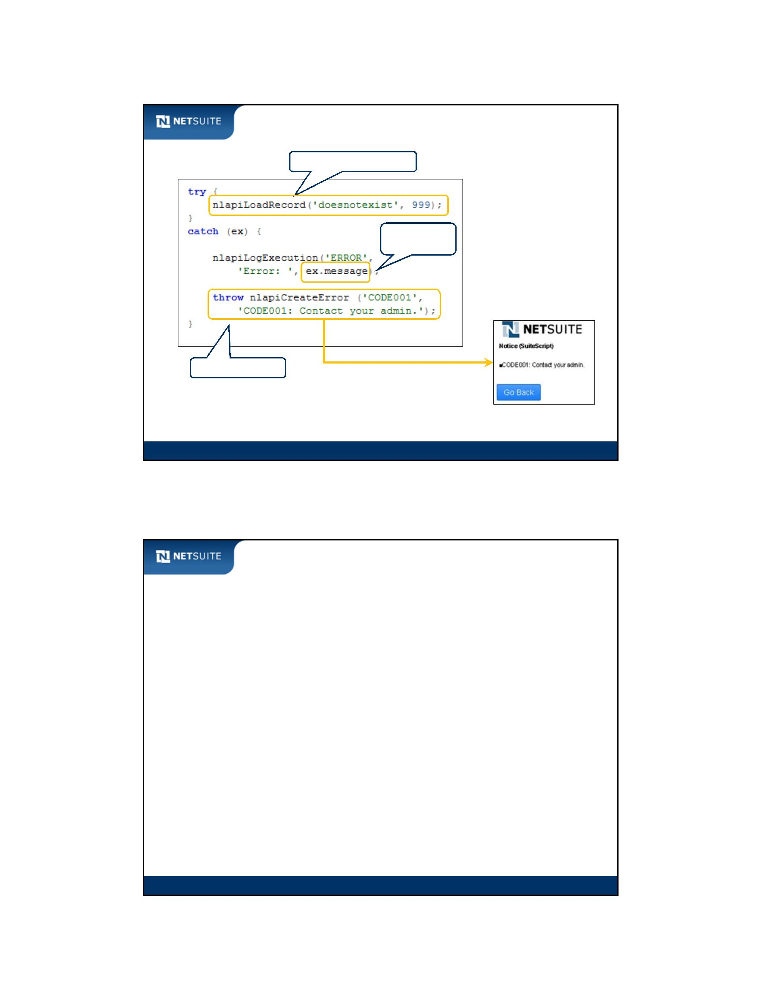 NETSUITE
try {
nlapiLoadRecord('doesnotexist', 999);
}
catch (ex) {
nlapiLogExecution('ERROR',
'Error: ', ex.message);
throw nlapiCreateError ('CODE001',
'CODE001: Contact your admin.');
}
NETSUITE
Notice (SuiteScript)
CODE001: Contact your admin.
Go Back
NETSUITE